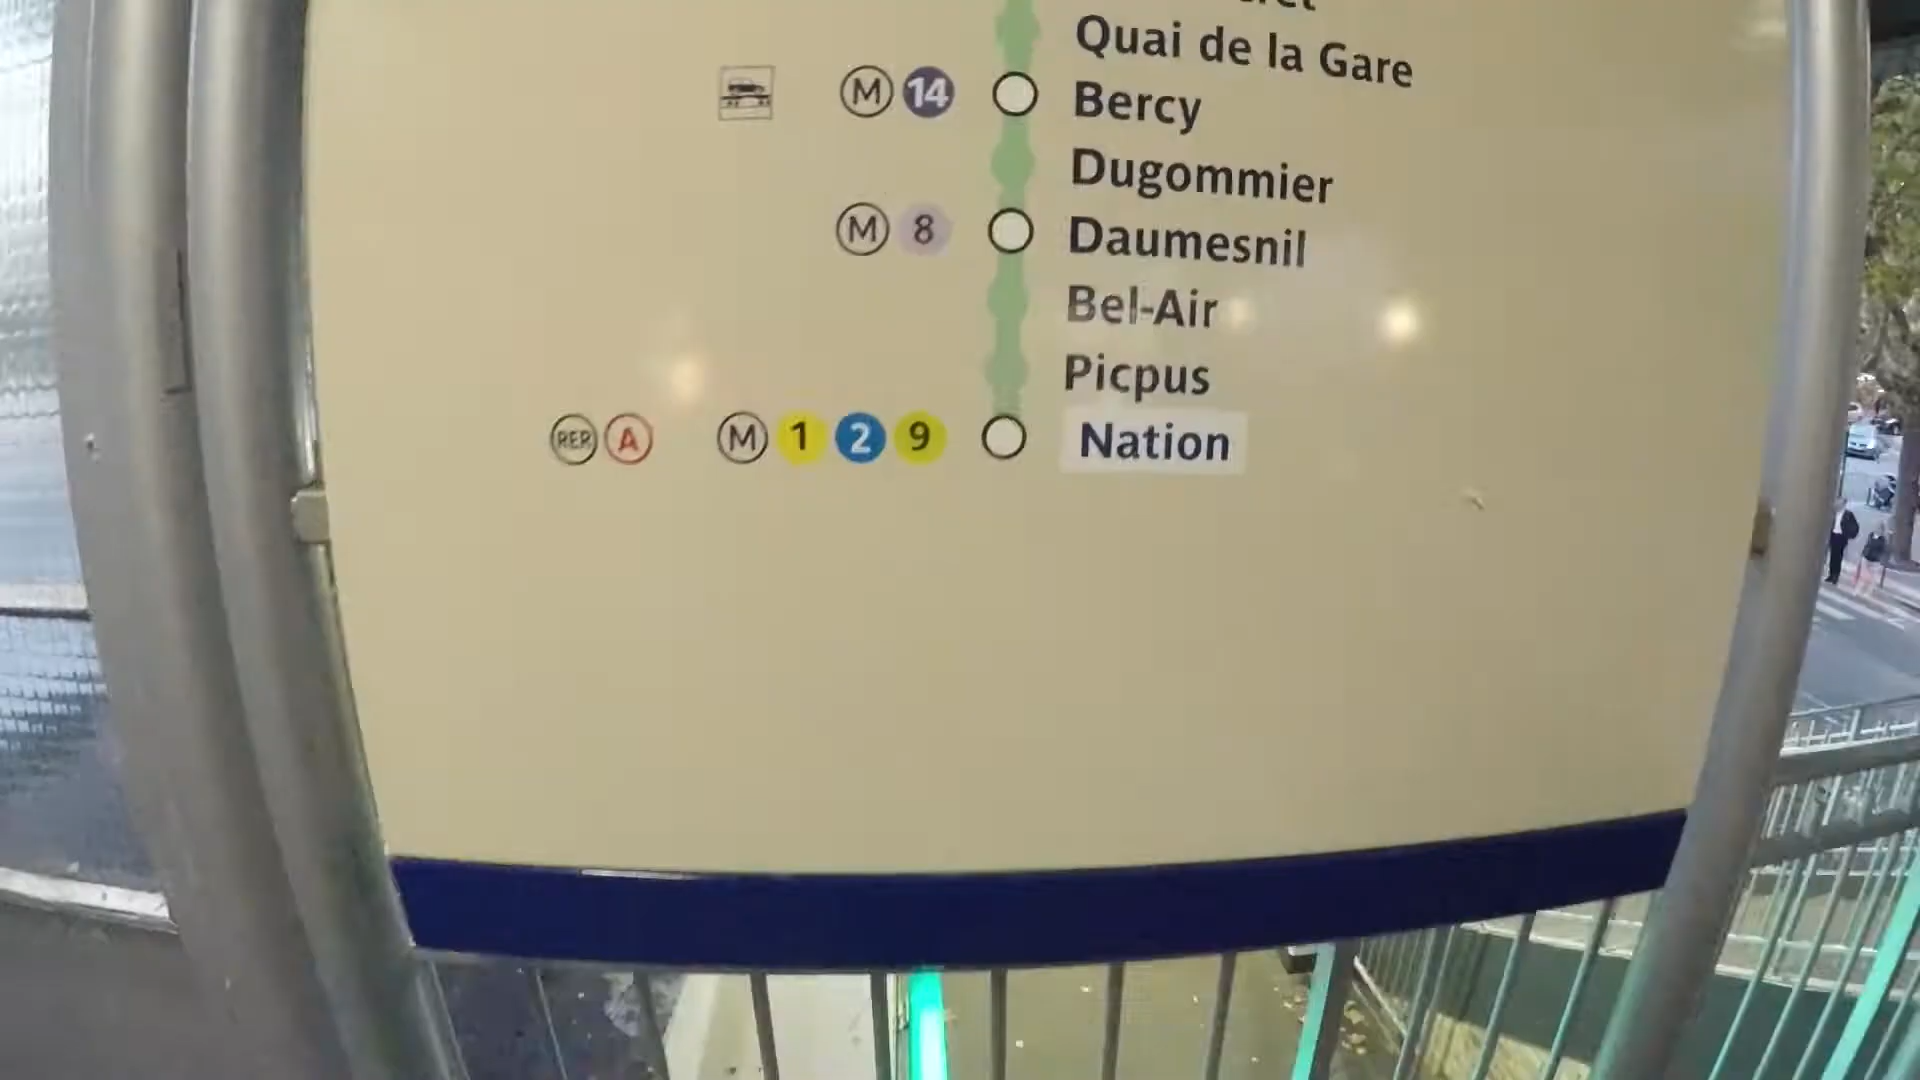 Quai de la Gare
M 14 Bercy
Dugommier
M 8 Daumesnil
Bel-Air
Picpus
RER A M 1 2 9 Nation